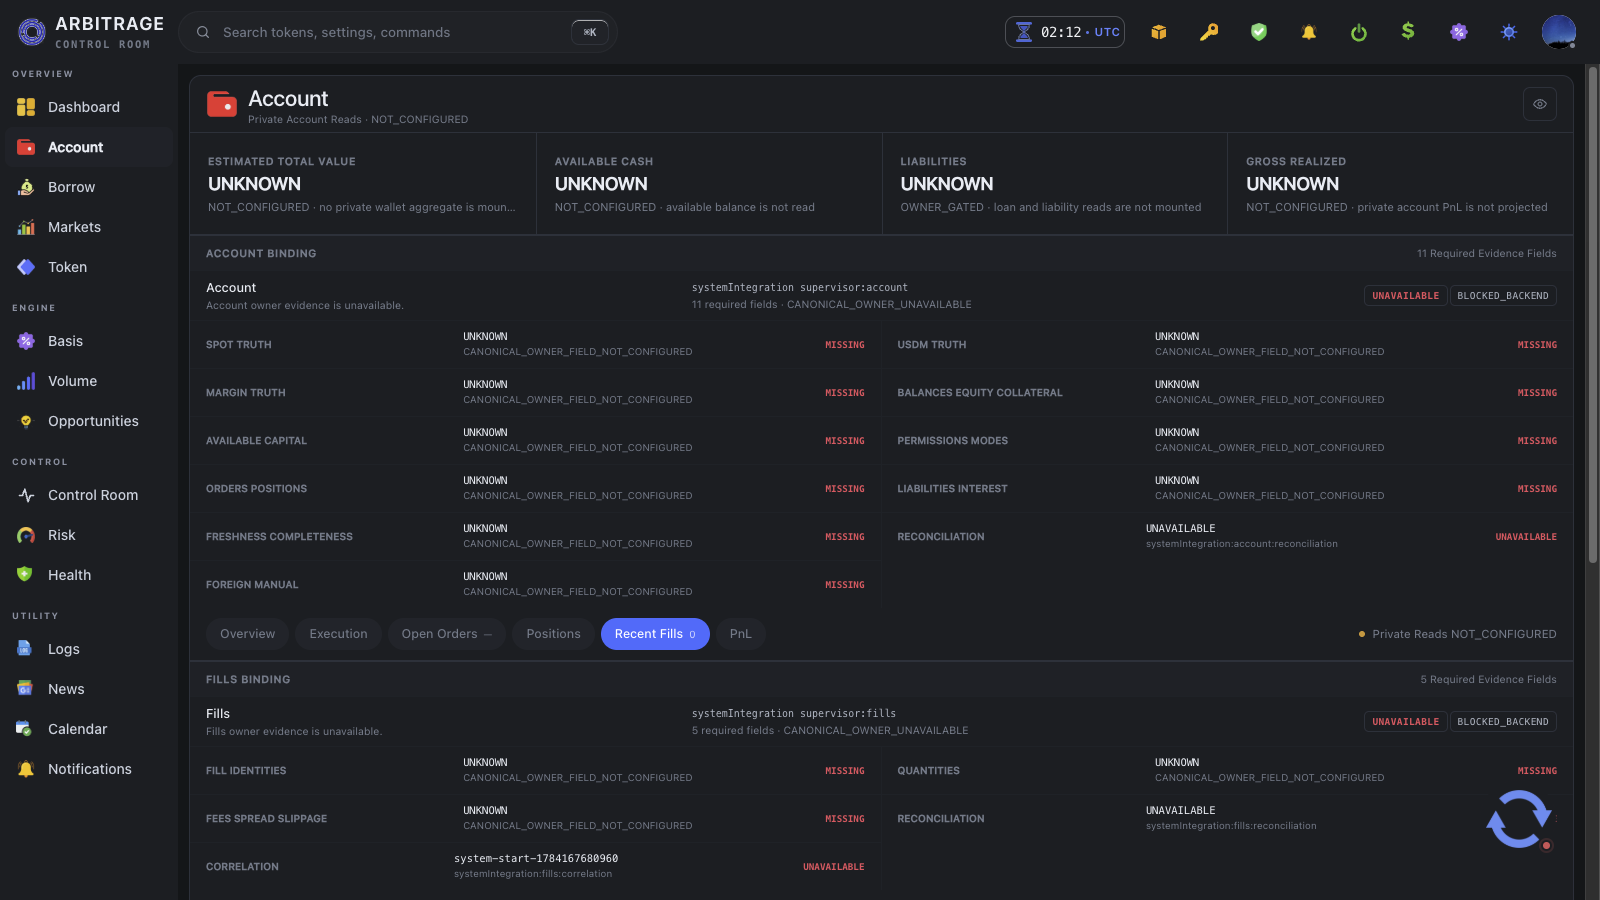 ARBITRAGE
CONTROL ROOM
Search tokens, settings, commands
⌘K
02:12 • UTC
OVERVIEW
Dashboard
Account
Borrow
Markets
Token
ENGINE
Basis
Volume
Opportunities
CONTROL
Control Room
Risk
Health
UTILITY
Logs
News
Calendar
Notifications
Account
Private Account Reads · NOT_CONFIGURED
ESTIMATED TOTAL VALUE
UNKNOWN
NOT_CONFIGURED · no private wallet aggregate is moun...
AVAILABLE CASH
UNKNOWN
NOT_CONFIGURED · available balance is not read
LIABILITIES
UNKNOWN
OWNER_GATED · loan and liability reads are not mounted
GROSS REALIZED
UNKNOWN
NOT_CONFIGURED · private account PnL is not projected
ACCOUNT BINDING
11 Required Evidence Fields
Account
Account owner evidence is unavailable.
systemIntegration supervisor:account
11 required fields · CANONICAL_OWNER_UNAVAILABLE
UNAVAILABLE
BLOCKED_BACKEND
SPOT TRUTH
UNKNOWN
CANONICAL_OWNER_FIELD_NOT_CONFIGURED
MISSING
USDM TRUTH
UNKNOWN
CANONICAL_OWNER_FIELD_NOT_CONFIGURED
MISSING
MARGIN TRUTH
UNKNOWN
CANONICAL_OWNER_FIELD_NOT_CONFIGURED
MISSING
BALANCES EQUITY COLLATERAL
UNKNOWN
CANONICAL_OWNER_FIELD_NOT_CONFIGURED
MISSING
AVAILABLE CAPITAL
UNKNOWN
CANONICAL_OWNER_FIELD_NOT_CONFIGURED
MISSING
PERMISSIONS MODES
UNKNOWN
CANONICAL_OWNER_FIELD_NOT_CONFIGURED
MISSING
ORDERS POSITIONS
UNKNOWN
CANONICAL_OWNER_FIELD_NOT_CONFIGURED
MISSING
LIABILITIES INTEREST
UNKNOWN
CANONICAL_OWNER_FIELD_NOT_CONFIGURED
MISSING
FRESHNESS COMPLETENESS
UNKNOWN
CANONICAL_OWNER_FIELD_NOT_CONFIGURED
MISSING
RECONCILIATION
UNAVAILABLE
systemIntegration:account:reconciliation
UNAVAILABLE
FOREIGN MANUAL
UNKNOWN
CANONICAL_OWNER_FIELD_NOT_CONFIGURED
MISSING
Overview
Execution
Open Orders —
Positions
Recent Fills 0
PnL
Private Reads NOT_CONFIGURED
FILLS BINDING
5 Required Evidence Fields
Fills
Fills owner evidence is unavailable.
systemIntegration supervisor:fills
5 required fields · CANONICAL_OWNER_UNAVAILABLE
UNAVAILABLE
BLOCKED_BACKEND
FILL IDENTITIES
UNKNOWN
CANONICAL_OWNER_FIELD_NOT_CONFIGURED
MISSING
QUANTITIES
UNKNOWN
CANONICAL_OWNER_FIELD_NOT_CONFIGURED
MISSING
FEES SPREAD SLIPPAGE
UNKNOWN
CANONICAL_OWNER_FIELD_NOT_CONFIGURED
MISSING
RECONCILIATION
UNAVAILABLE
systemIntegration:fills:reconciliation
CORRELATION
system-start-1784167680960
systemIntegration:fills:correlation
UNAVAILABLE